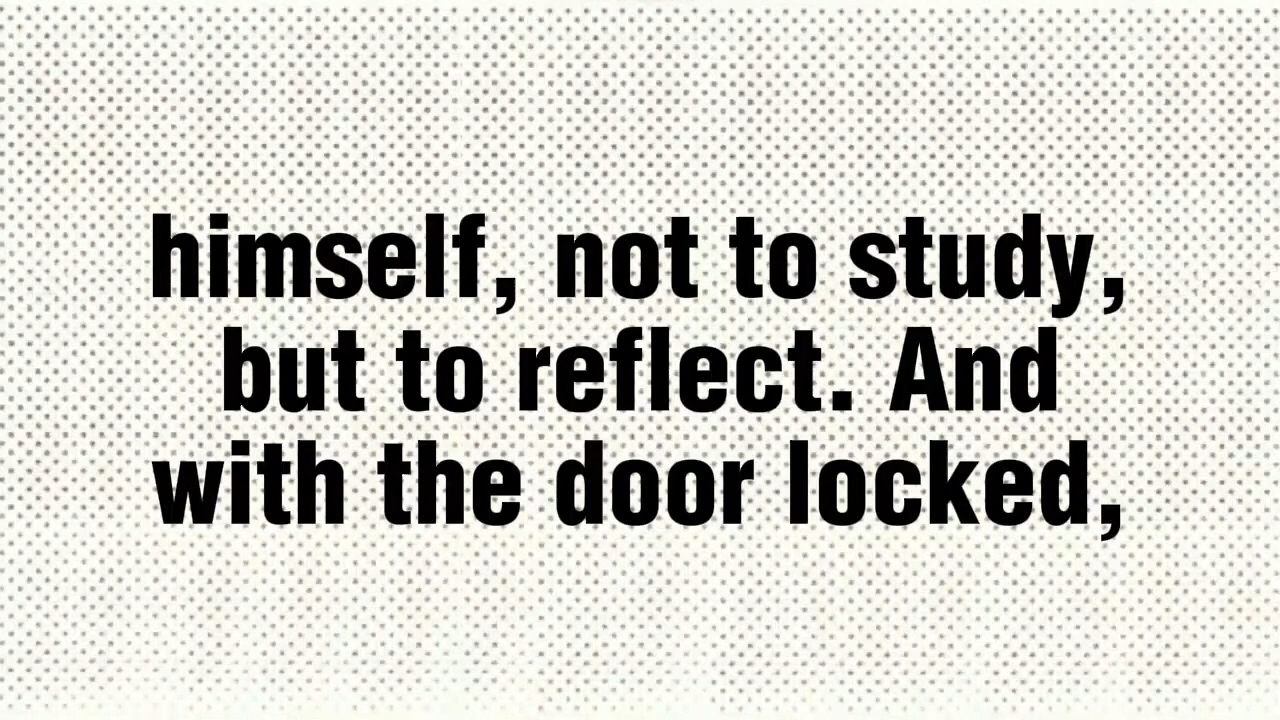 himself, not to study,
but to reflect. And
with the door locked,